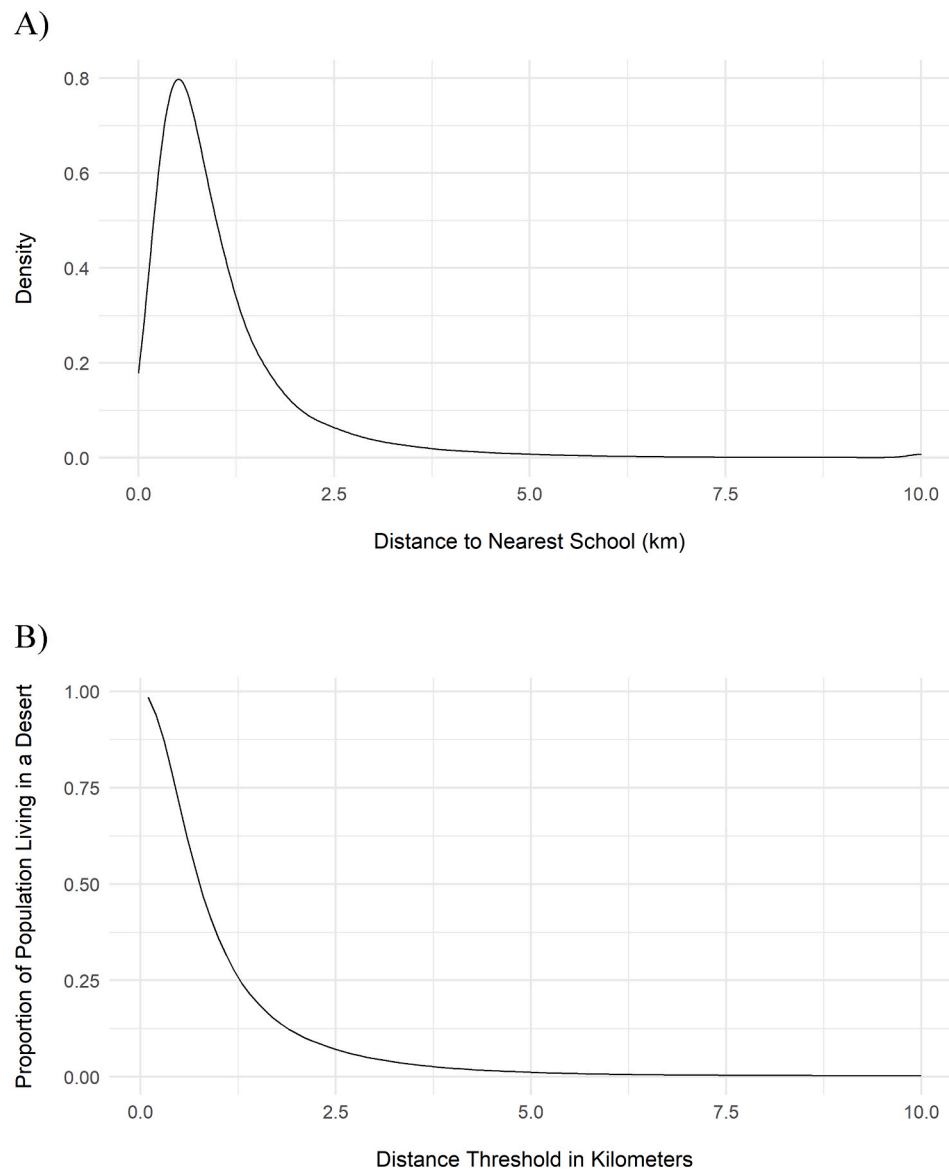 A)
0.8
0.6
0.4
0.2
0.0
Density
0.0 2.5 5.0 7.5 10.0
Distance to Nearest School (km)
B)
1.00
0.75
0.50
0.25
0.00
Proportion of Population Living in a Desert
0.0 2.5 5.0 7.5 10.0
Distance Threshold in Kilometers